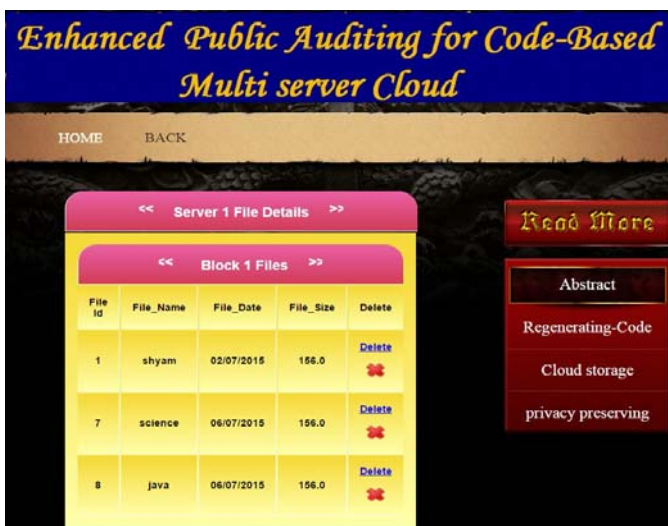 Enhanced Public Auditing for Code-Based
Multi server Cloud
HOME BACK
<< Server 1 File Details >>
<< Block 1 Files >>
File Id File_Name File_Date File_Size Delete
1 shyam 02/07/2015 156.0 Delete
7 science 06/07/2015 156.0 Delete
8 java 06/07/2015 156.0 Delete
Read More
Abstract
Regenerating-Code
Cloud storage
privacy preserving